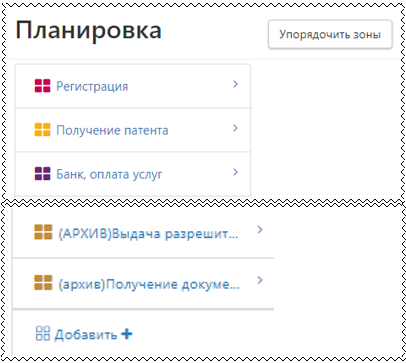 Планировка
Упорядочить зоны
Регистрация
Получение патента
Банк, оплата услуг
(АРХИВ)Выдача разрешит...
(архив)Получение докуме...
Добавить +